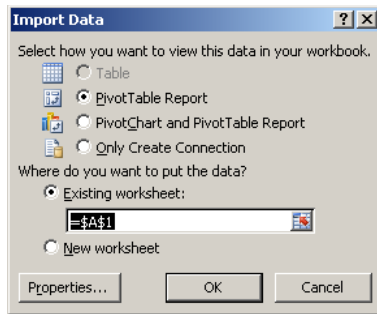 Import Data
Select how you want to view this data in your workbook.
Table
PivotTable Report
PivotChart and PivotTable Report
Only Create Connection
Where do you want to put the data?
Existing worksheet:
=$A$1
New worksheet
Properties... OK Cancel